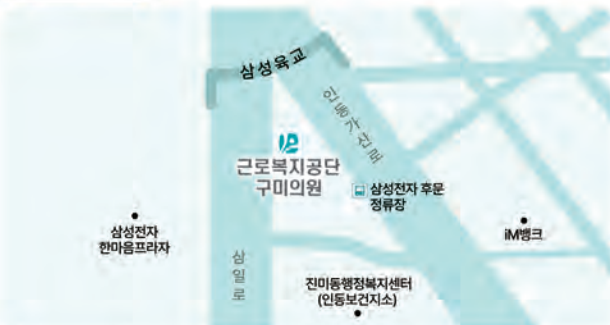 삼성육교
인동가산로
근로복지공단
구미의원
삼성전자 후문
정류장
삼성전자
한마음프라자
iM뱅크
삼일로
진미동행정복지센터
(인동보건지소)